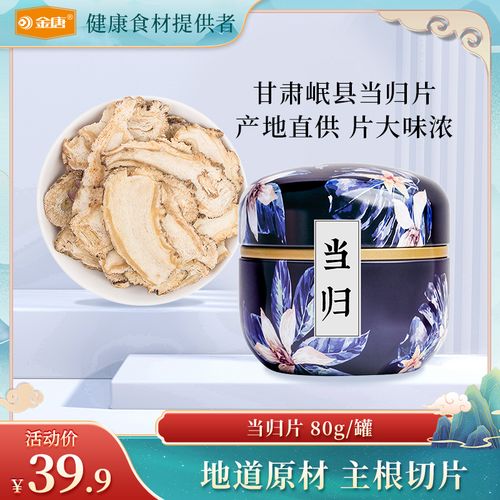 金唐® 健康食材提供者
甘肃岷县当归片
产地直供 片大味浓
当归
当归片 80g/罐
活动价
¥39.9
地道原材 主根切片